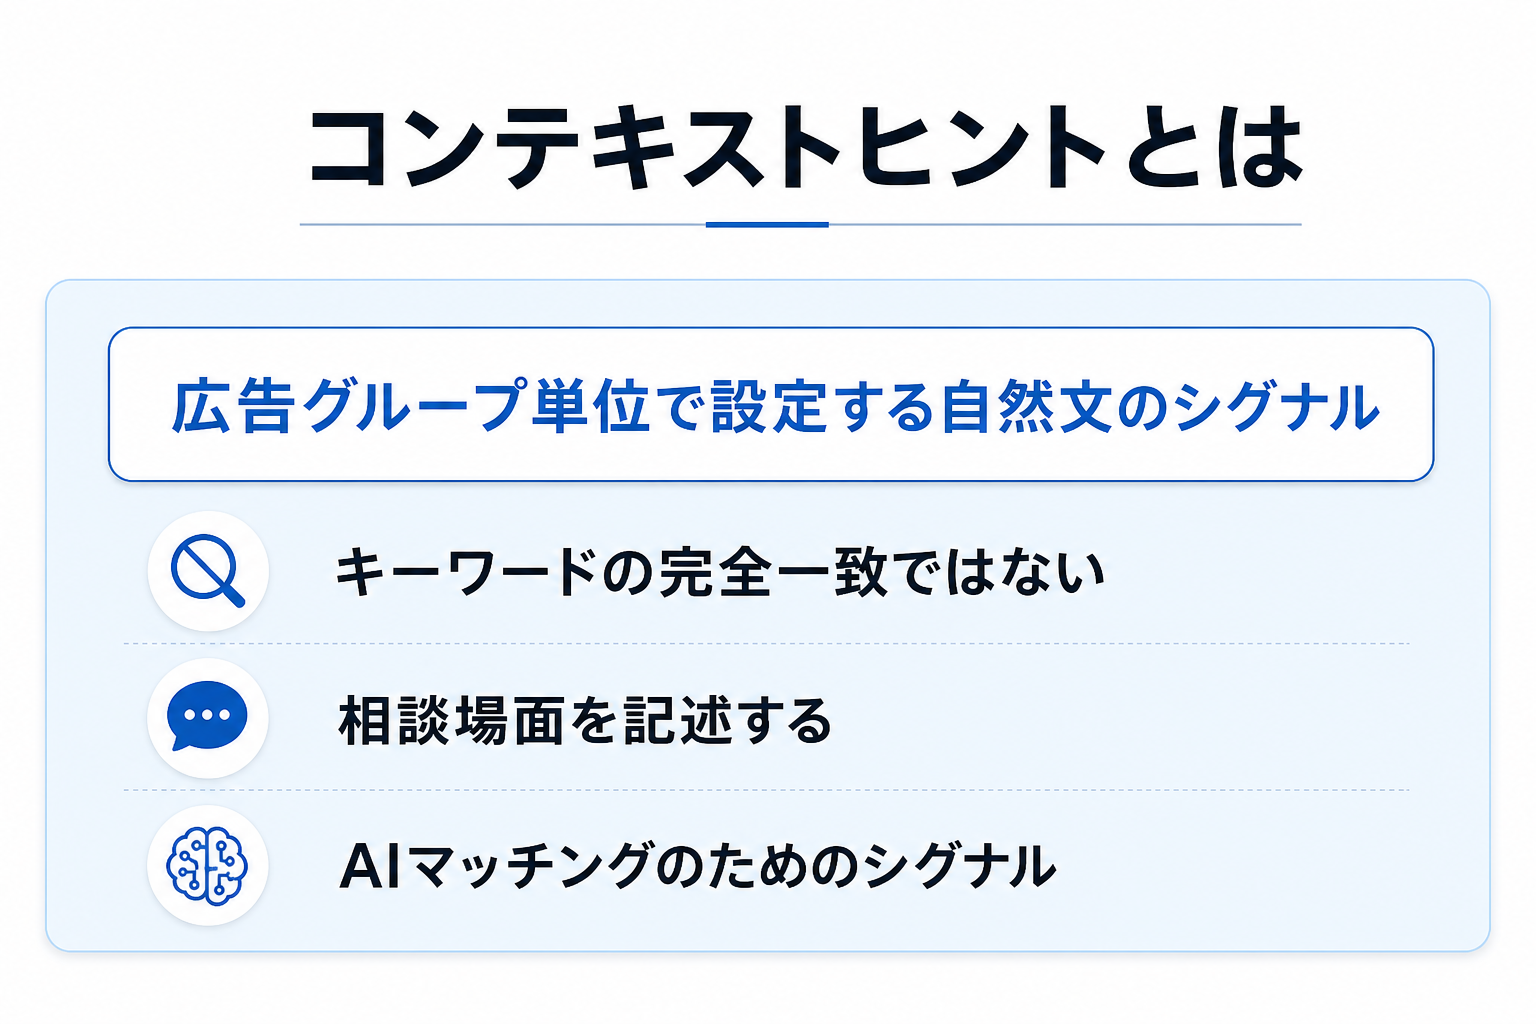 コンテキストヒントとは
広告グループ単位で設定する自然文のシグナル
キーワードの完全一致ではない
相談場面を記述する
AIマッチングのためのシグナル